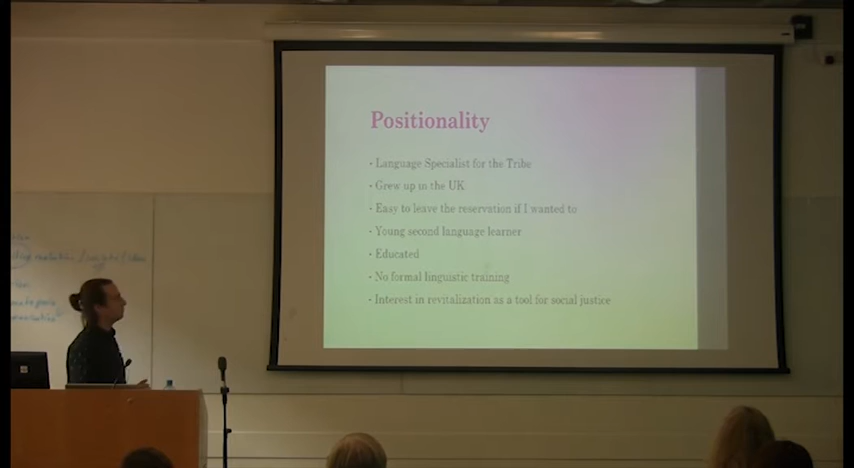 Positionality
· Language Specialist for the Tribe
· Grew up in the UK
· Easy to leave the reservation if I wanted to
· Young second language learner
· Educated
· No formal linguistic training
· Interest in revitalization as a tool for social justice